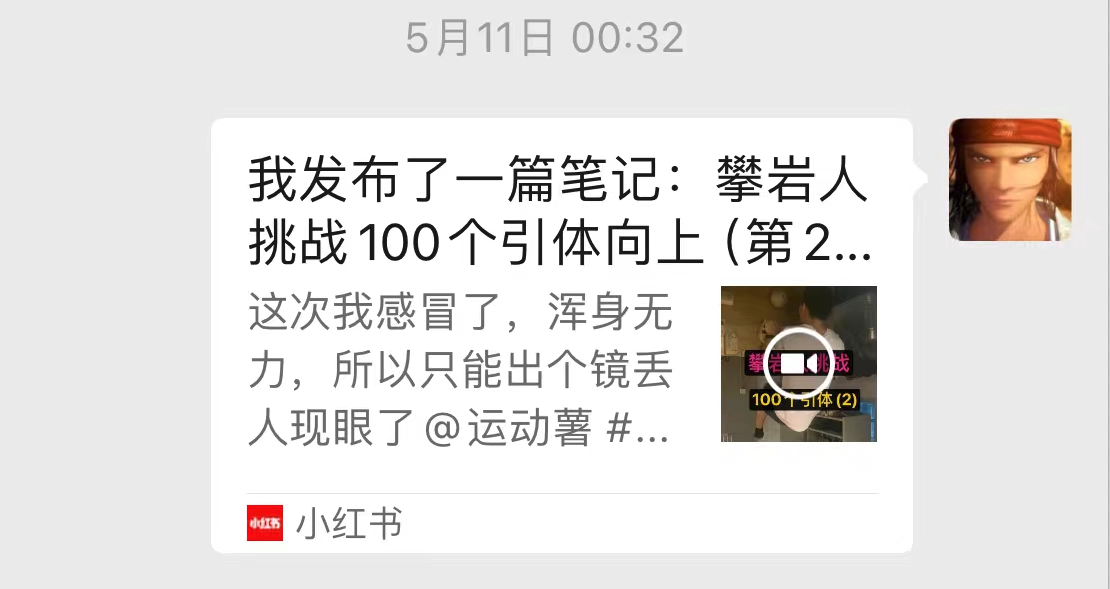 5月11日 00:32
我发布了一篇笔记：攀岩人
挑战100个引体向上（第2...
这次我感冒了，浑身无
力，所以只能出个镜丢
人现眼了@运动薯 #...
攀岩 挑战
100个引体(2)
小红书
小红书